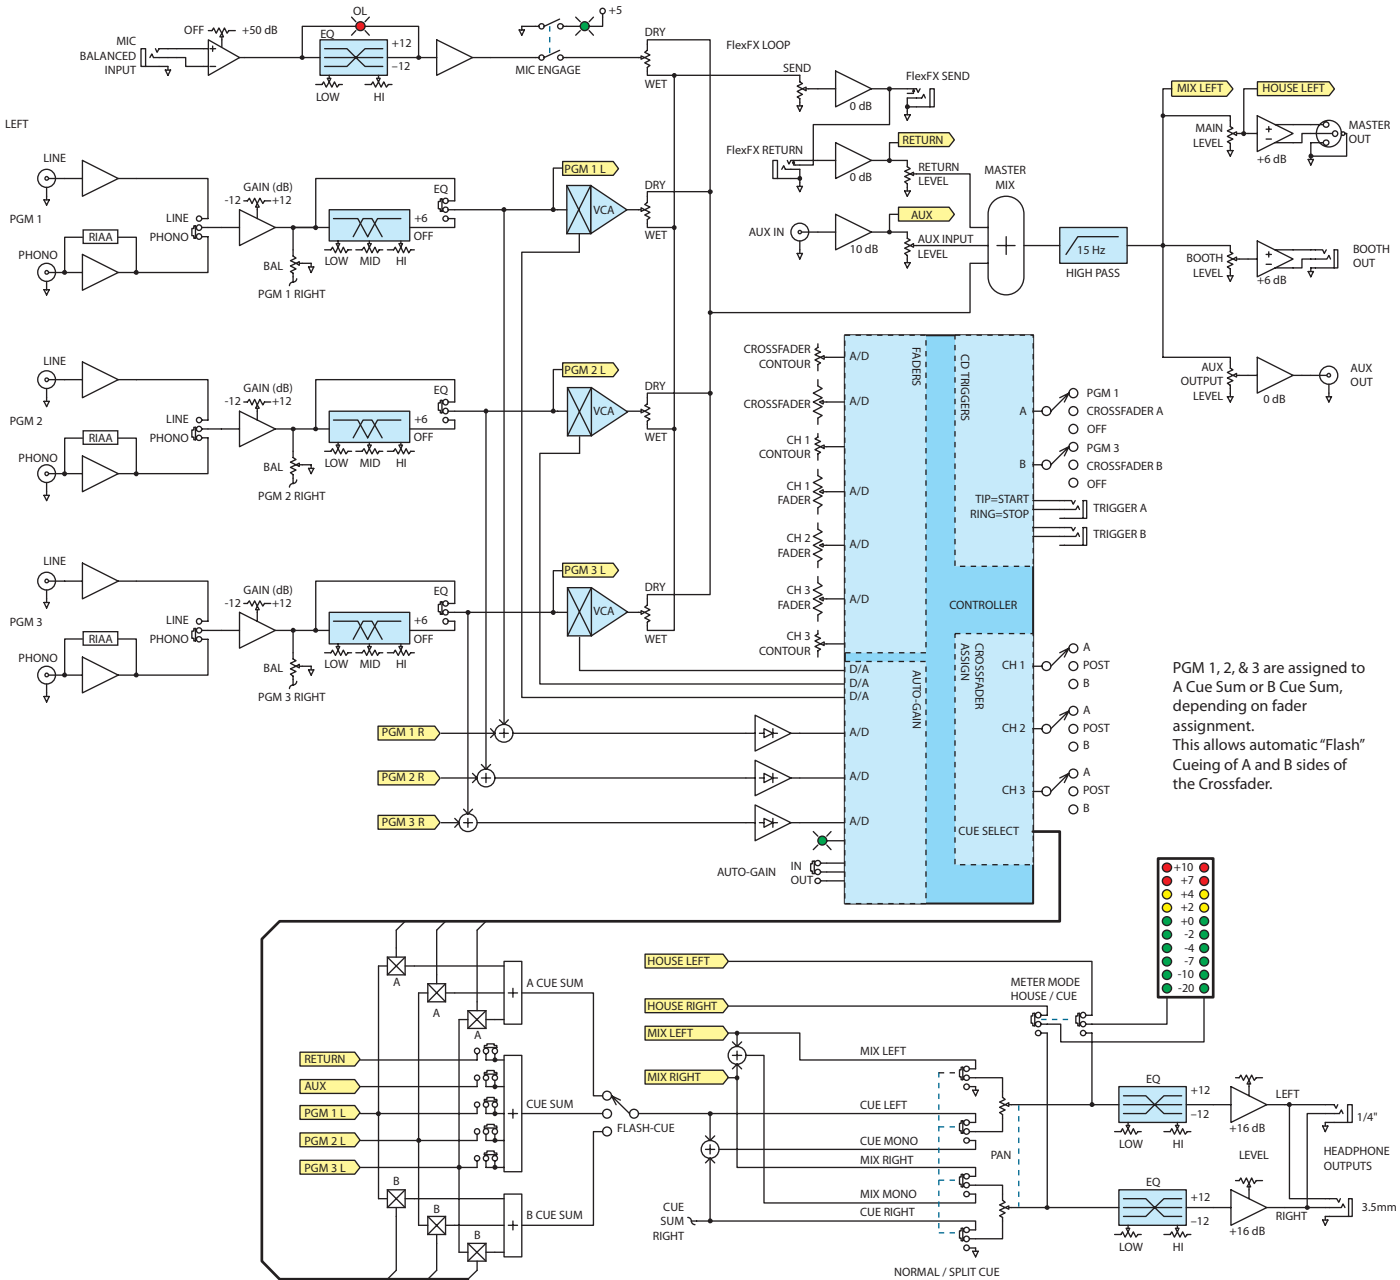 OL
+5
OFF
+50 dB
EQ
MIC
BALANCED
INPUT
+12
−12
LOW
HI
MIC ENGAGE
DRY
WET
FlexFX LOOP
SEND
0 dB
FlexFX SEND
MIX LEFT
HOUSE LEFT
MAIN
LEVEL
+6 dB
MASTER
OUT
LEFT
LINE
PGM 1
PHONO
RIAA
LINE
PHONO
GAIN (dB)
-12
+12
BAL
PGM 1 RIGHT
EQ
+6
OFF
LOW
MID
HI
PGM 1 L
VCA
DRY
WET
FlexFX RETURN
0 dB
RETURN
RETURN
LEVEL
AUX IN
10 dB
AUX
AUX INPUT
LEVEL
MASTER
MIX
+
15 Hz
HIGH PASS
BOOTH
LEVEL
+6 dB
BOOTH
OUT
AUX
OUTPUT
LEVEL
0 dB
AUX
OUT
LINE
PGM 2
PHONO
RIAA
LINE
PHONO
GAIN (dB)
-12
+12
BAL
PGM 2 RIGHT
EQ
+6
OFF
LOW
MID
HI
PGM 2 L
VCA
DRY
WET
LINE
PGM 3
PHONO
RIAA
LINE
PHONO
GAIN (dB)
-12
+12
BAL
PGM 3 RIGHT
EQ
+6
OFF
LOW
MID
HI
PGM 3 L
VCA
DRY
WET
CROSSFADER
CONTOUR
A/D
CROSSFADER
A/D
CH 1
CONTOUR
CH 1
FADER
A/D
CH 2
FADER
A/D
CH 3
FADER
A/D
CH 3
CONTOUR
FADERS
CD TRIGGERS
A
PGM 1
CROSSFADER A
OFF
B
PGM 3
CROSSFADER B
OFF
TIP=START
RING=STOP
TRIGGER A
TRIGGER B
CONTROLLER
D/A
D/A
D/A
AUTO-GAIN
CROSSFADER
ASSIGN
CH 1
A
POST
B
CH 2
A
POST
B
CH 3
A
POST
B
CUE SELECT
PGM 1 R
A/D
PGM 2 R
A/D
PGM 3 R
A/D
AUTO-GAIN
IN
OUT
PGM 1, 2, & 3 are assigned to
A Cue Sum or B Cue Sum,
depending on fader
assignment.
This allows automatic “Flash”
Cueing of A and B sides of
the Crossfader.
+10
+7
+4
+2
+0
-2
-4
-7
-10
-20
METER MODE
HOUSE / CUE
A
A
A
+
A CUE SUM
RETURN
AUX
PGM 1 L
PGM 2 L
PGM 3 L
+
CUE SUM
FLASH-CUE
B
B
B
+
B CUE SUM
HOUSE LEFT
HOUSE RIGHT
MIX LEFT
MIX RIGHT
MIX LEFT
CUE LEFT
CUE MONO
MIX RIGHT
MIX MONO
CUE RIGHT
CUE
SUM
RIGHT
PAN
NORMAL / SPLIT CUE
EQ
+12
−12
LOW
HI
+16 dB
LEFT
1/4"
LEVEL
HEADPHONE
OUTPUTS
EQ
+12
−12
LOW
HI
+16 dB
RIGHT
3.5mm